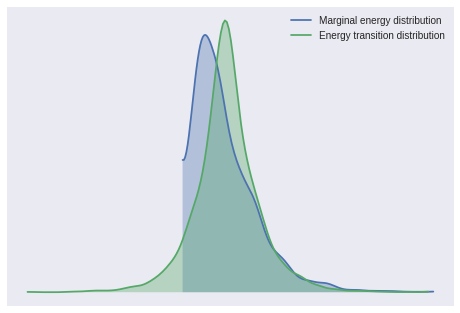 Marginal energy distribution
Energy transition distribution